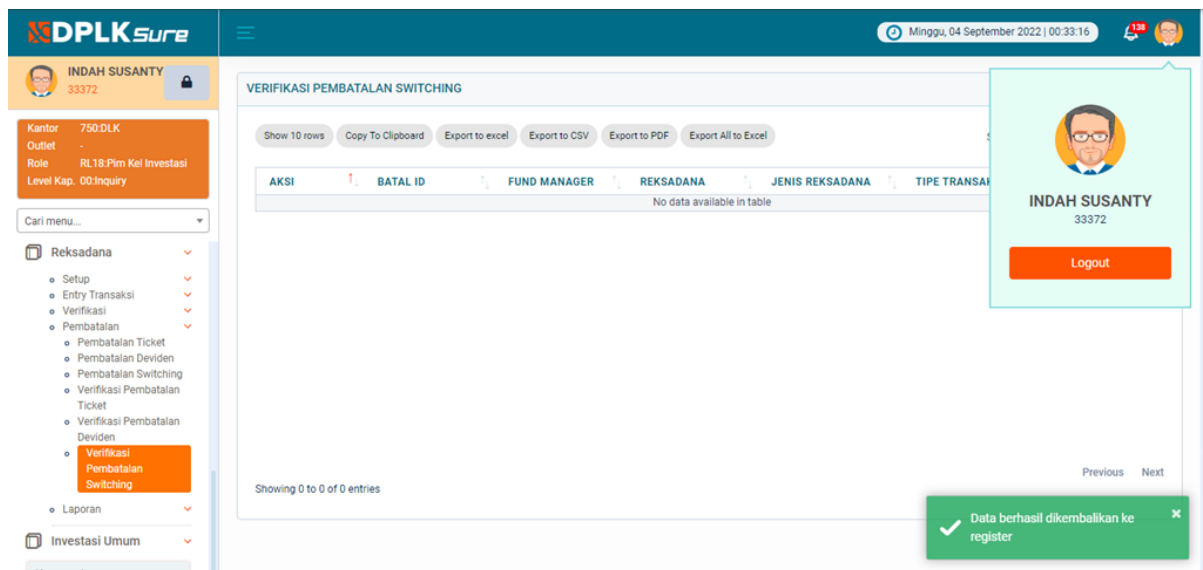 DPLK Sure
Minggu, 04 September 2022 | 00:33:16
138
INDAH SUSANTY
33372
Kantor 750:DLK
Outlet -
Role RL18:Pim Kel Investasi
Level Kap. 00:Inquiry
Cari menu...
Reksadana
Setup
Entry Transaksi
Verifikasi
Pembatalan
Pembatalan Ticket
Pembatalan Deviden
Pembatalan Switching
Verifikasi Pembatalan
Ticket
Verifikasi Pembatalan
Deviden
Verifikasi
Pembatalan
Switching
Laporan
Investasi Umum
VERIFIKASI PEMBATALAN SWITCHING
Show 10 rows Copy To Clipboard Export to excel Export to CSV Export to PDF Export All to Excel
AKSI BATAL ID FUND MANAGER REKSADANA JENIS REKSADANA TIPE TRANSAK
No data available in table
Showing 0 to 0 of 0 entries
Previous Next
INDAH SUSANTY
33372
Logout
Data berhasil dikembalikan ke
register